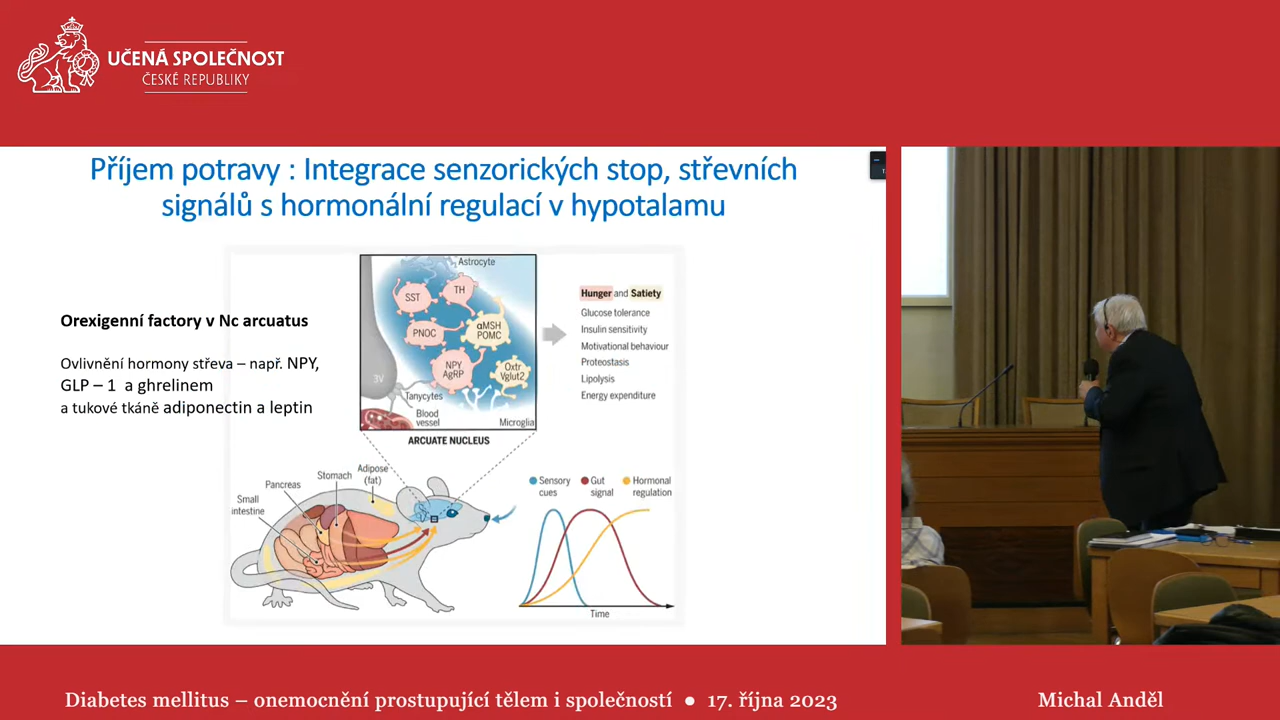 UČENÁ SPOLEČNOST
ČESKÉ REPUBLIKY
Příjem potravy : Integrace senzorických stop, střevních
signálů s hormonální regulací v hypotalamu
Orexigenní factory v Nc arcuatus
Ovlivnění hormony střeva – např. NPY,
GLP – 1 a ghrelinem
a tukové tkáně adiponectin a leptin
Astrocyte
SST
TH
PNOC
αMSH
POMC
NPY
AgRP
Oxtr
Vglut2
3V
Tanycytes
Blood
vessel
Microglia
ARCUATE NUCLEUS
Hunger and Satiety
Glucose tolerance
Insulin sensitivity
Motivational behaviour
Proteostasis
Lipolysis
Energy expenditure
Adipose
(fat)
Stomach
Pancreas
Small
intestine
Sensory
cues
Gut
signal
Hormonal
regulation
Time
Diabetes mellitus – onemocnění prostupující tělem i společností ● 17. října 2023
Michal Anděl